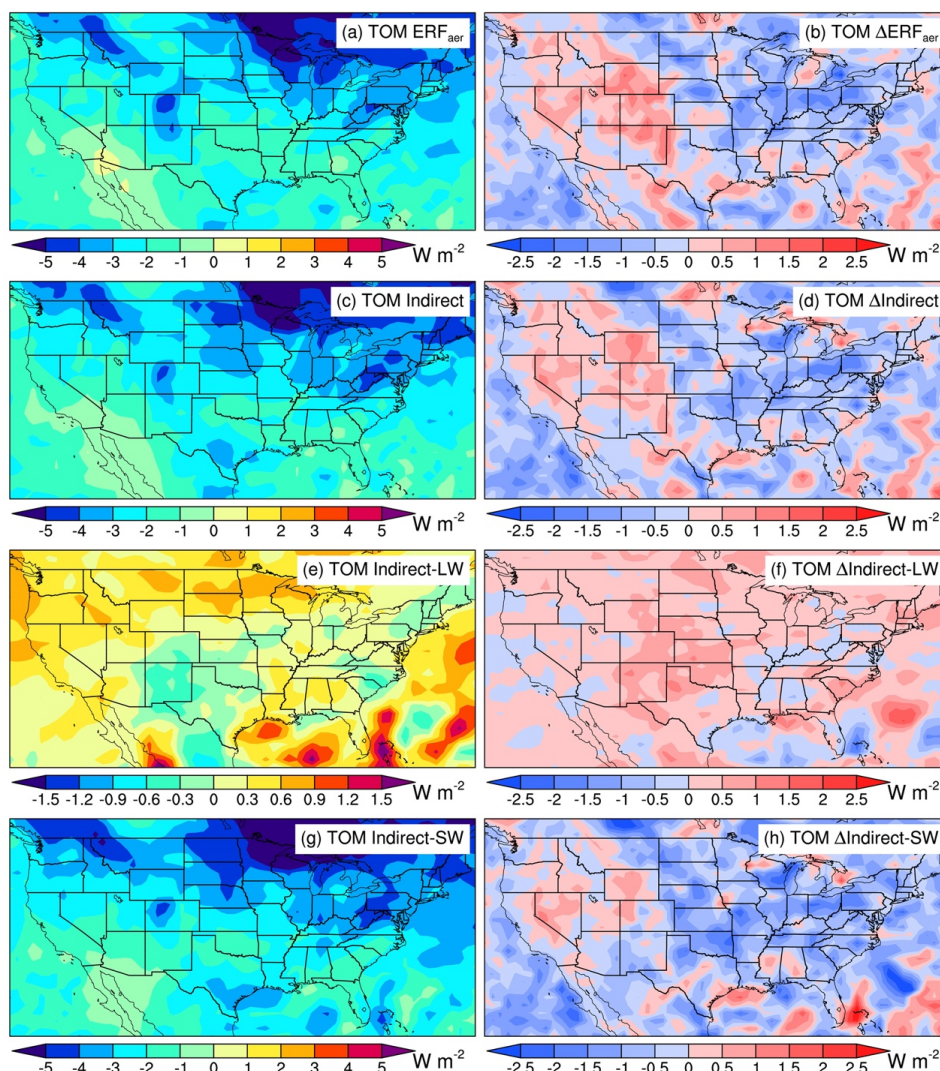 (a) TOM ERFaer
(b) TOM ΔERFaer
-5 -4 -3 -2 -1 0 1 2 3 4 5 W m-2
-2.5 -2 -1.5 -1 -0.5 0 0.5 1 1.5 2 2.5 W m-2
(c) TOM Indirect
(d) TOM ΔIndirect
-5 -4 -3 -2 -1 0 1 2 3 4 5 W m-2
-2.5 -2 -1.5 -1 -0.5 0 0.5 1 1.5 2 2.5 W m-2
(e) TOM Indirect-LW
(f) TOM ΔIndirect-LW
-1.5 -1.2 -0.9 -0.6 -0.3 0 0.3 0.6 0.9 1.2 1.5 W m-2
-2.5 -2 -1.5 -1 -0.5 0 0.5 1 1.5 2 2.5 W m-2
(g) TOM Indirect-SW
(h) TOM ΔIndirect-SW
-5 -4 -3 -2 -1 0 1 2 3 4 5 W m-2
-2.5 -2 -1.5 -1 -0.5 0 0.5 1 1.5 2 2.5 W m-2